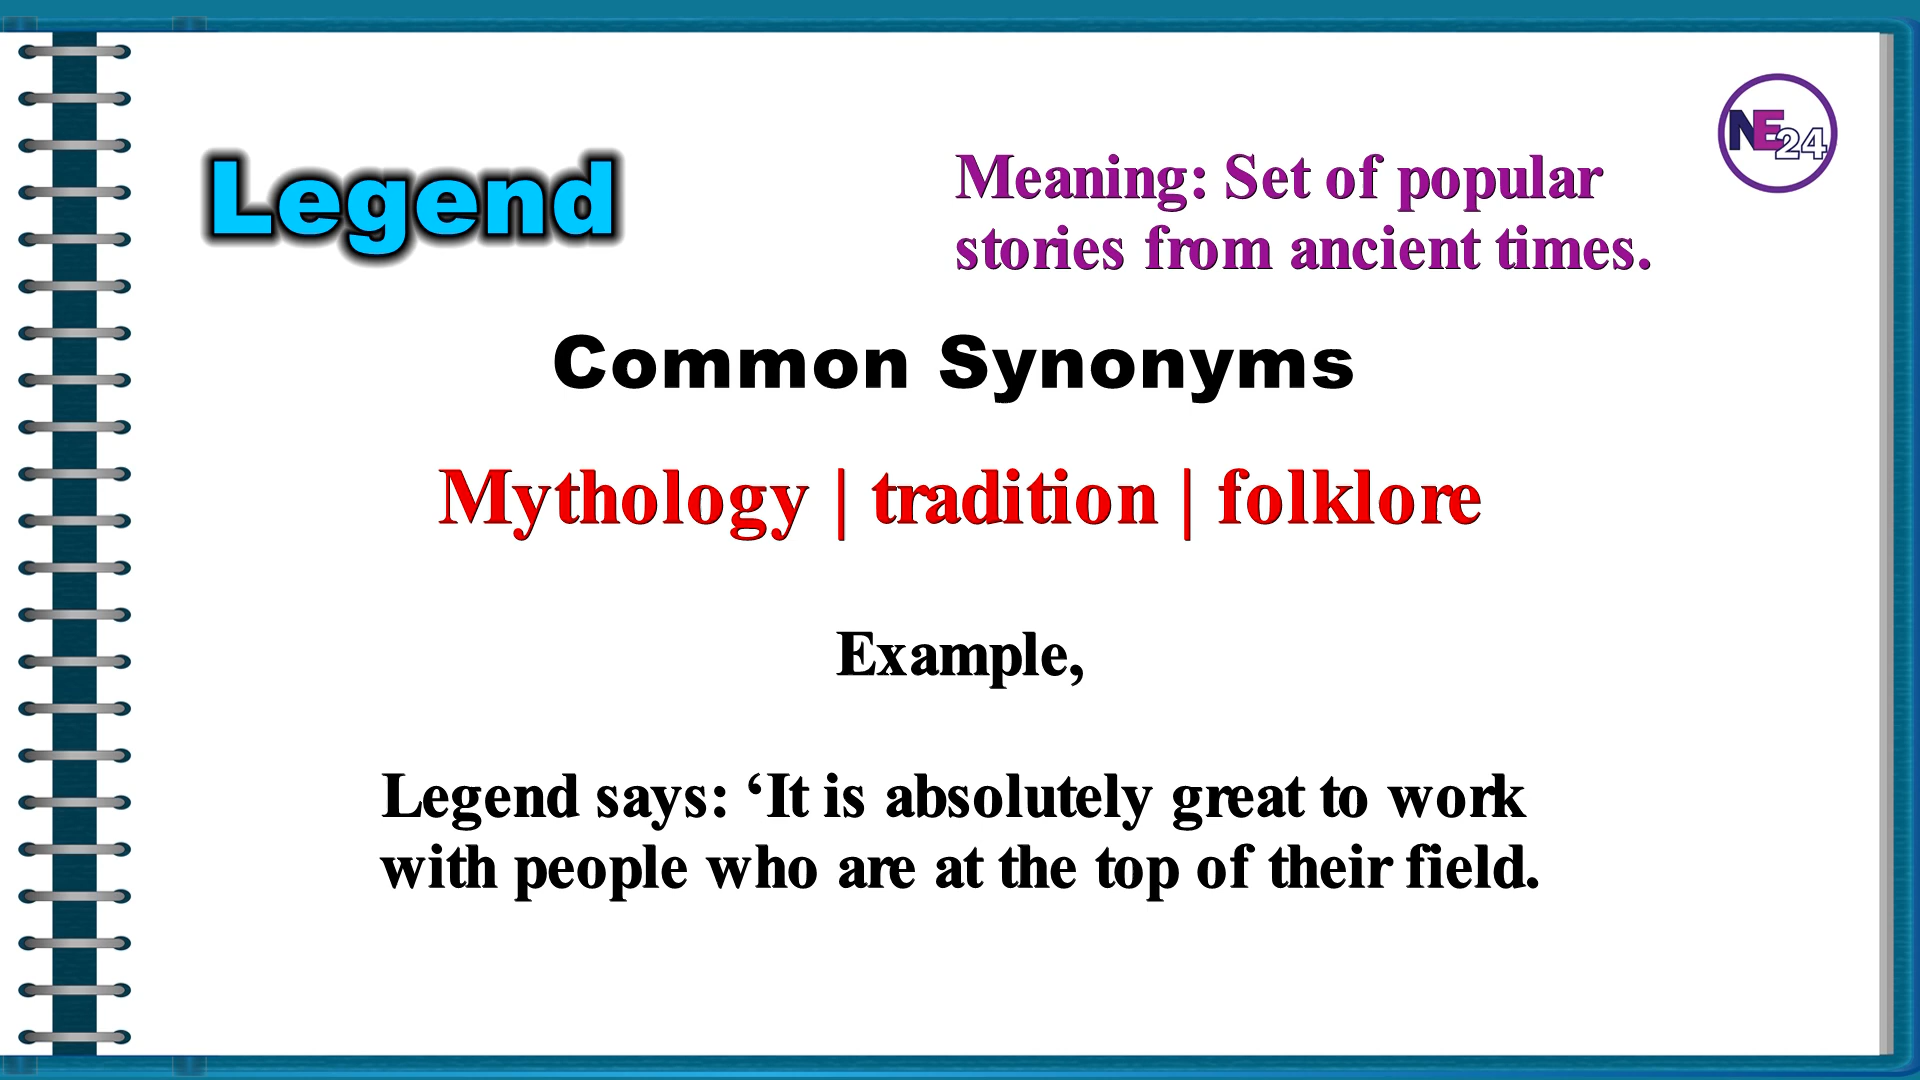 Legend
Meaning: Set of popular
stories from ancient times.
NE24
Common Synonyms
Mythology | tradition | folklore
Example,
Legend says: ‘It is absolutely great to work
with people who are at the top of their field.